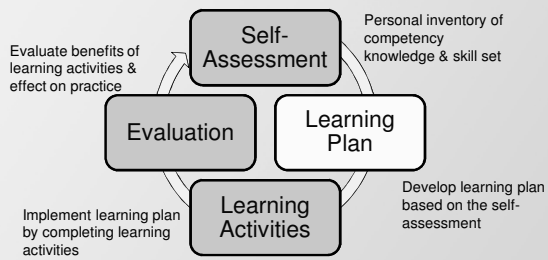 Self-
Assessment
Personal inventory of
competency
knowledge & skill set
Learning
Plan
Develop learning plan
based on the self-
assessment
Learning
Activities
Implement learning plan
by completing learning
activities
Evaluation
Evaluate benefits of
learning activities &
effect on practice